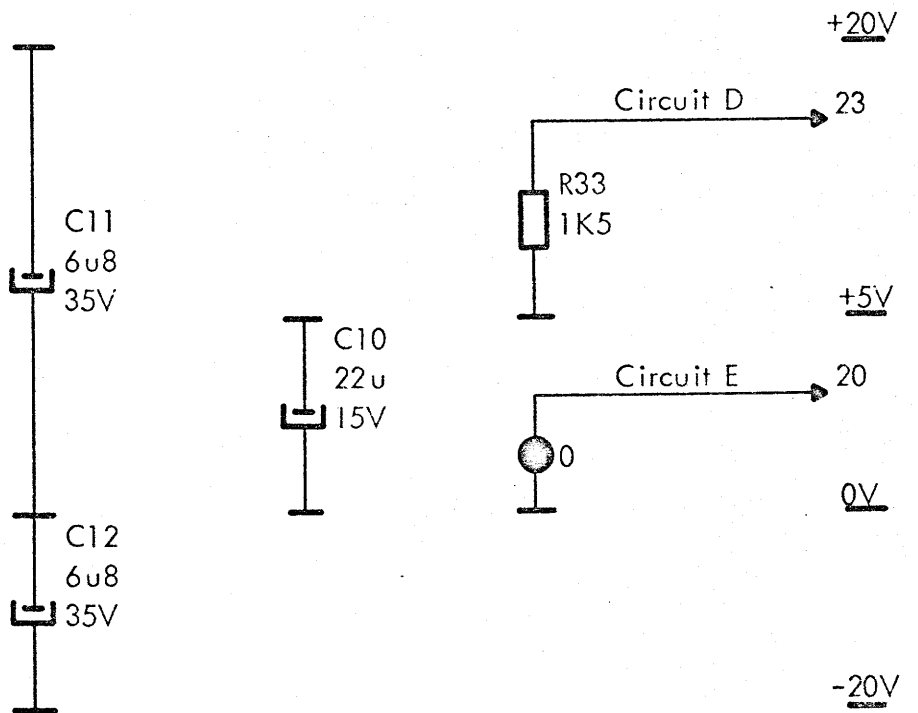 +20V
Circuit D
23
R33
1K5
C11
6u8
35V
+5V
C10
22u
15V
Circuit E
20
0
0V
C12
6u8
35V
-20V